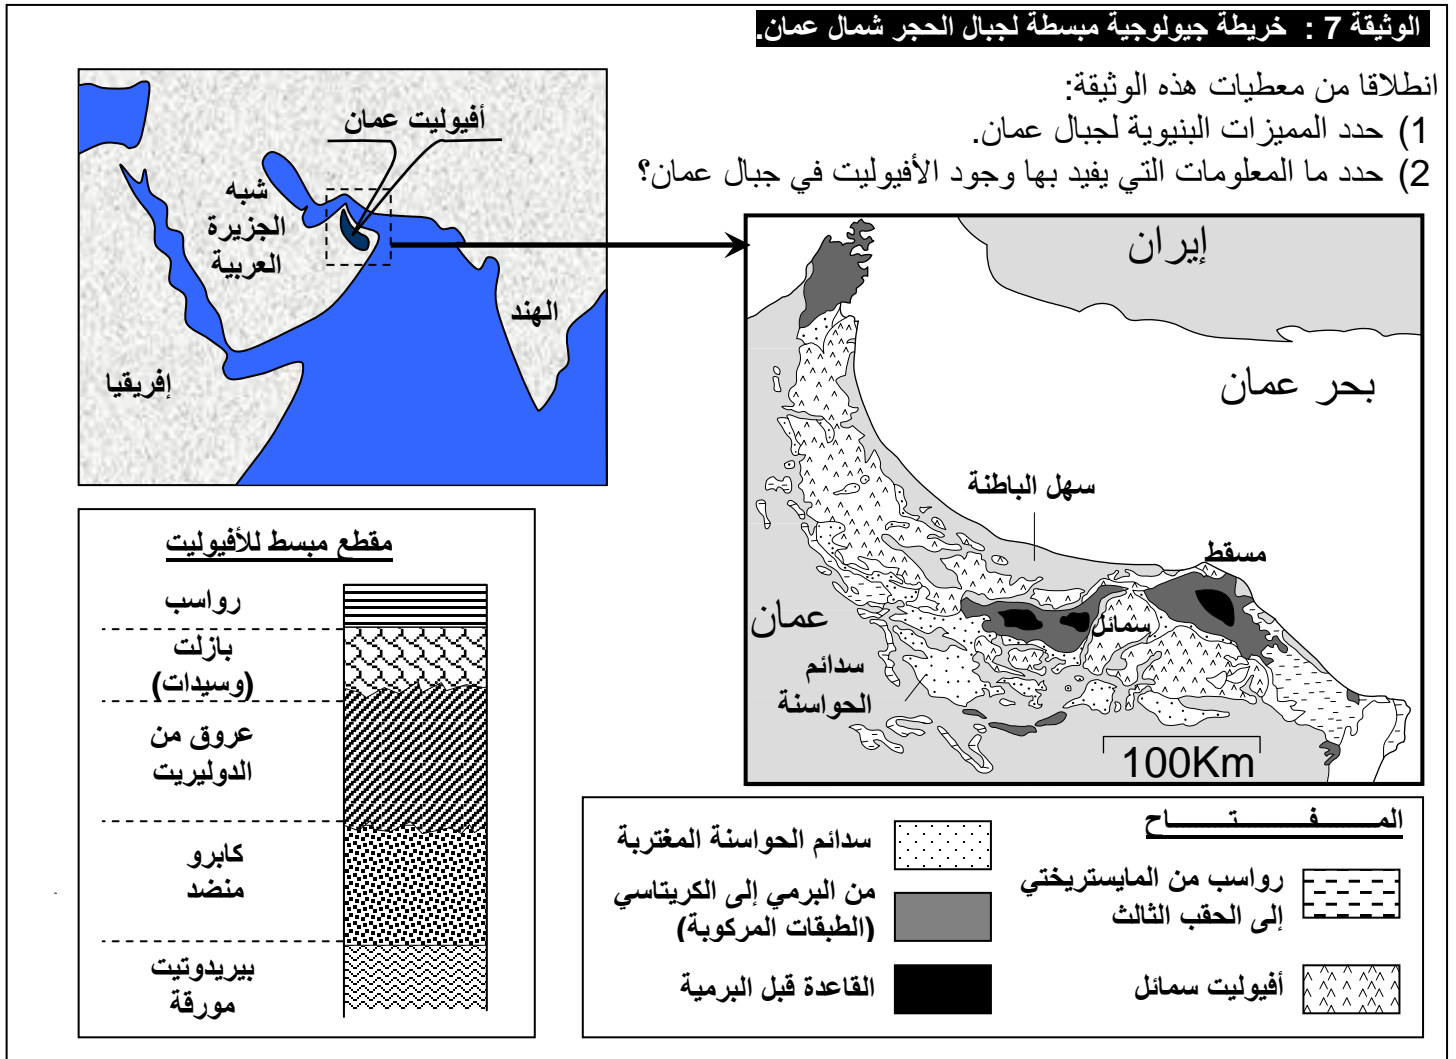 الوثيقة 7 : خريطة جيولوجية مبسطة لجبال الحجر شمال عمان.
انطلاقا من معطيات هذه الوثيقة:
1) حدد المميزات البنيوية لجبال عمان.
2) حدد ما المعلومات التي يفيد بها وجود الأفيوليت في جبال عمان؟
أفيوليت عمان
شبه
الجزيرة
العربية
الهند
إفريقيا
إيران
بحر عمان
سهل الباطنة
مسقط
عمان
سمائل
سدائم
الحواسنة
100Km
مقطع مبسط للأفيوليت
رواسب
بازلت
(وسيدات)
عروق من
الدوليريت
كابرو
منضد
بيريدوتيت
مورقة
المـفـتـاح
رواسب من المايستريختي
إلى الحقب الثالث
أفيوليت سمائل
سدائم الحواسنة المغتربة
من البرمي إلى الكريتاسي
(الطبقات المركوبة)
القاعدة قبل البرمية